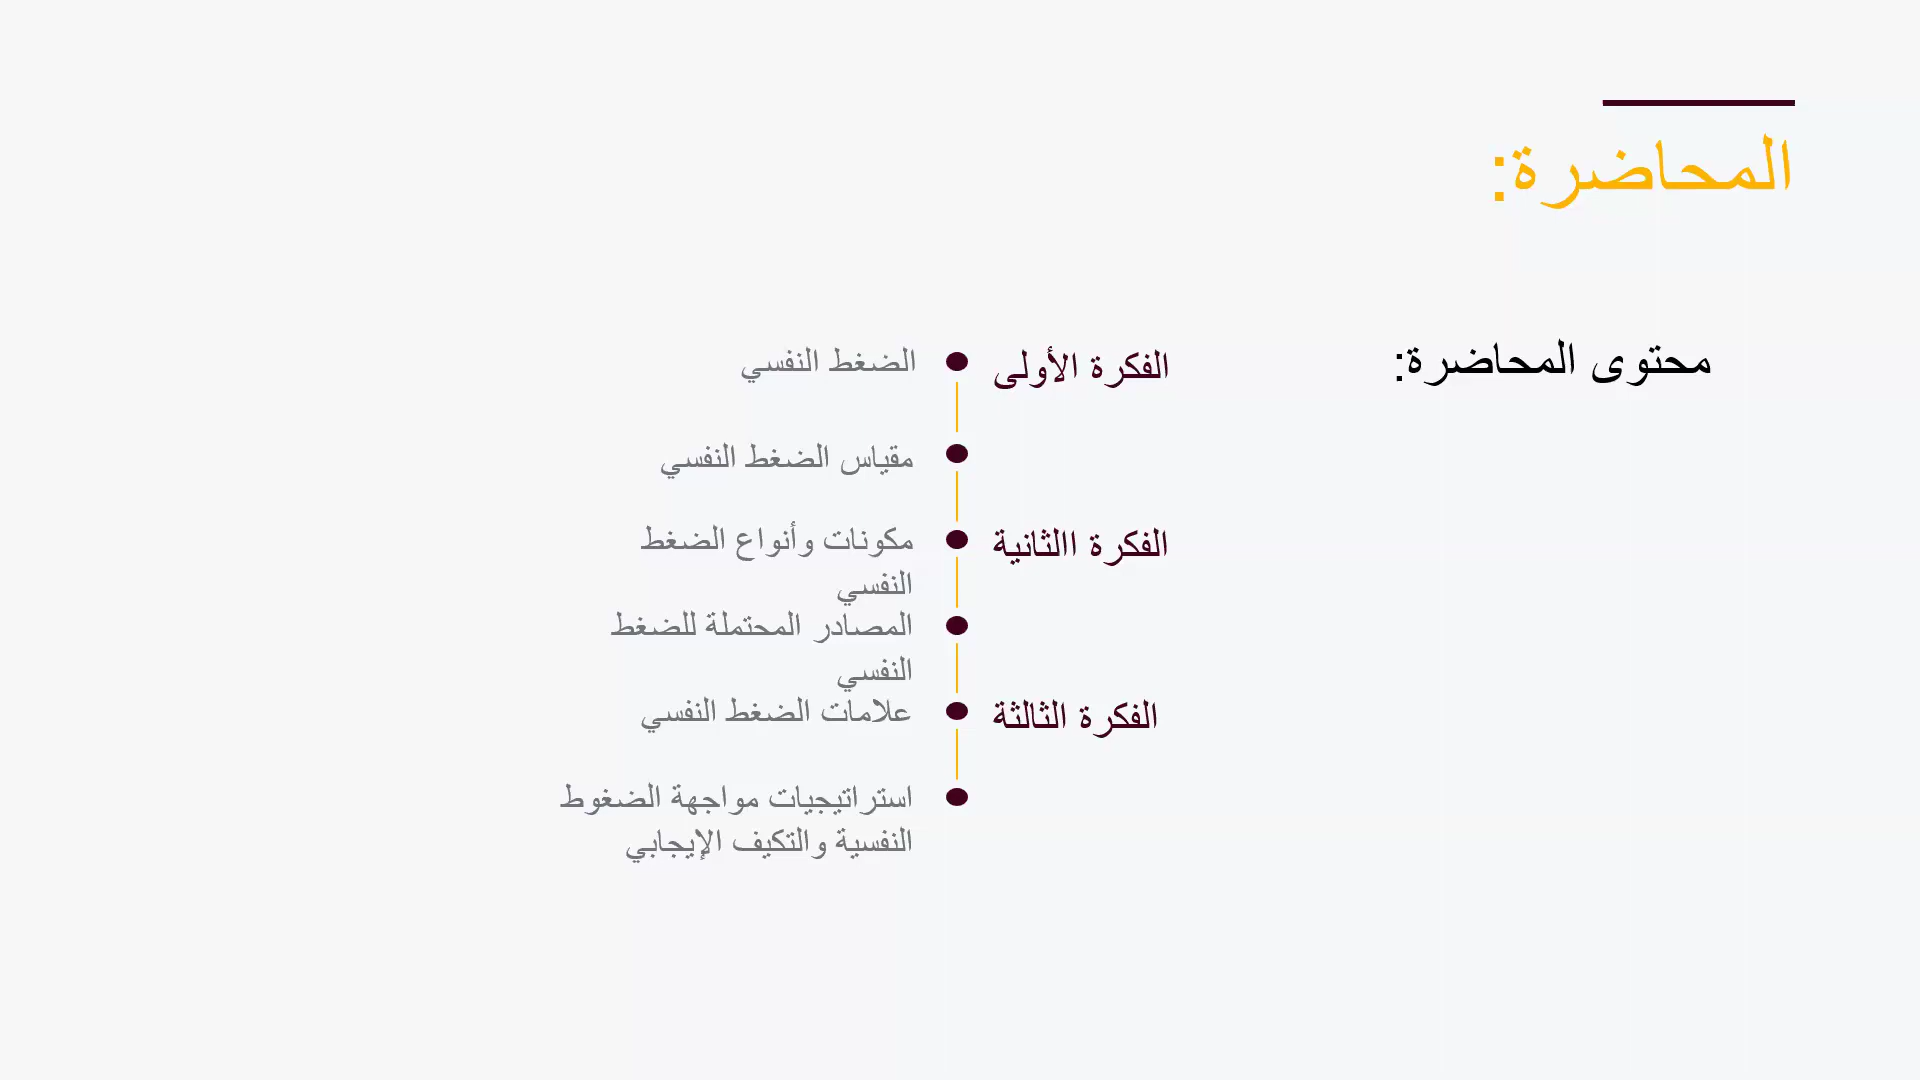 المحاضرة:
محتوى المحاضرة:
الفكرة الأولى
الضغط النفسي
مقياس الضغط النفسي
الفكرة االثانية
مكونات وأنواع الضغط
النفسي
المصادر المحتملة للضغط
النفسي
الفكرة الثالثة
علامات الضغط النفسي
استراتيجيات مواجهة الضغوط
النفسية والتكيف الإيجابي